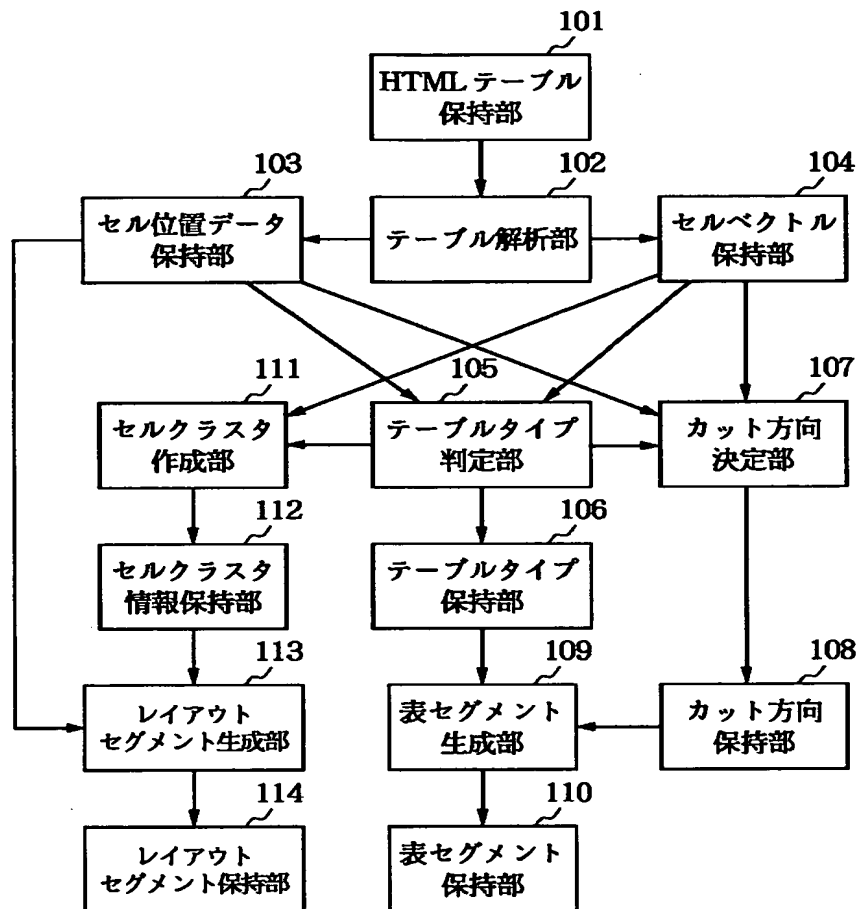 101
HTMLテーブル
保持部
102
テーブル解析部
103
セル位置データ
保持部
104
セルベクトル
保持部
111
セルクラスタ
作成部
105
テーブルタイプ
判定部
107
カット方向
決定部
112
セルクラスタ
情報保持部
106
テーブルタイプ
保持部
113
レイアウト
セグメント生成部
109
表セグメント
生成部
108
カット方向
保持部
114
レイアウト
セグメント保持部
110
表セグメント
保持部